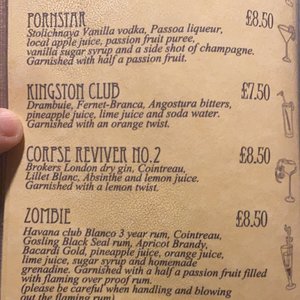 PORNSTAR £8.50
Stolichnaya Vanilla vodka, Passoa liqueur,
local apple juice, passion fruit puree,
vanilla sugar syrup and a side shot of champagne.
Garnished with half a passion fruit.
KINGSTON CLUB £7.50
Drambuie, Fernet-Branca, Angostura bitters,
pineapple juice, lime juice and soda water.
Garnished with an orange twist.
CORPSE REVIVER NO.2 £8.50
Brokers London dry gin, Cointreau,
Lillet Blanc, Absinthe and lemon juice.
Garnished with a lemon twist.
ZOMBIE £8.50
Havana club Blanco 3 year rum, Cointreau,
Gosling Black Seal rum, Apricot Brandy,
Bacardi Gold, pineapple juice, orange juice,
lime juice, sugar syrup and homemade
grenadine. Garnished with a half a passion fruit filled
with flaming over proof rum.
(please be careful when handling and blowing
out the flaming rum)